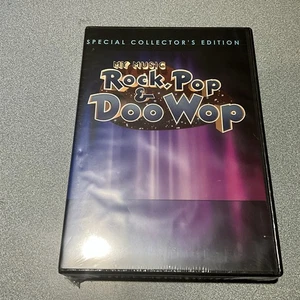 SPECIAL COLLECTOR'S EDITION
MY MUSIC
Rock, Pop
& Doo Wop